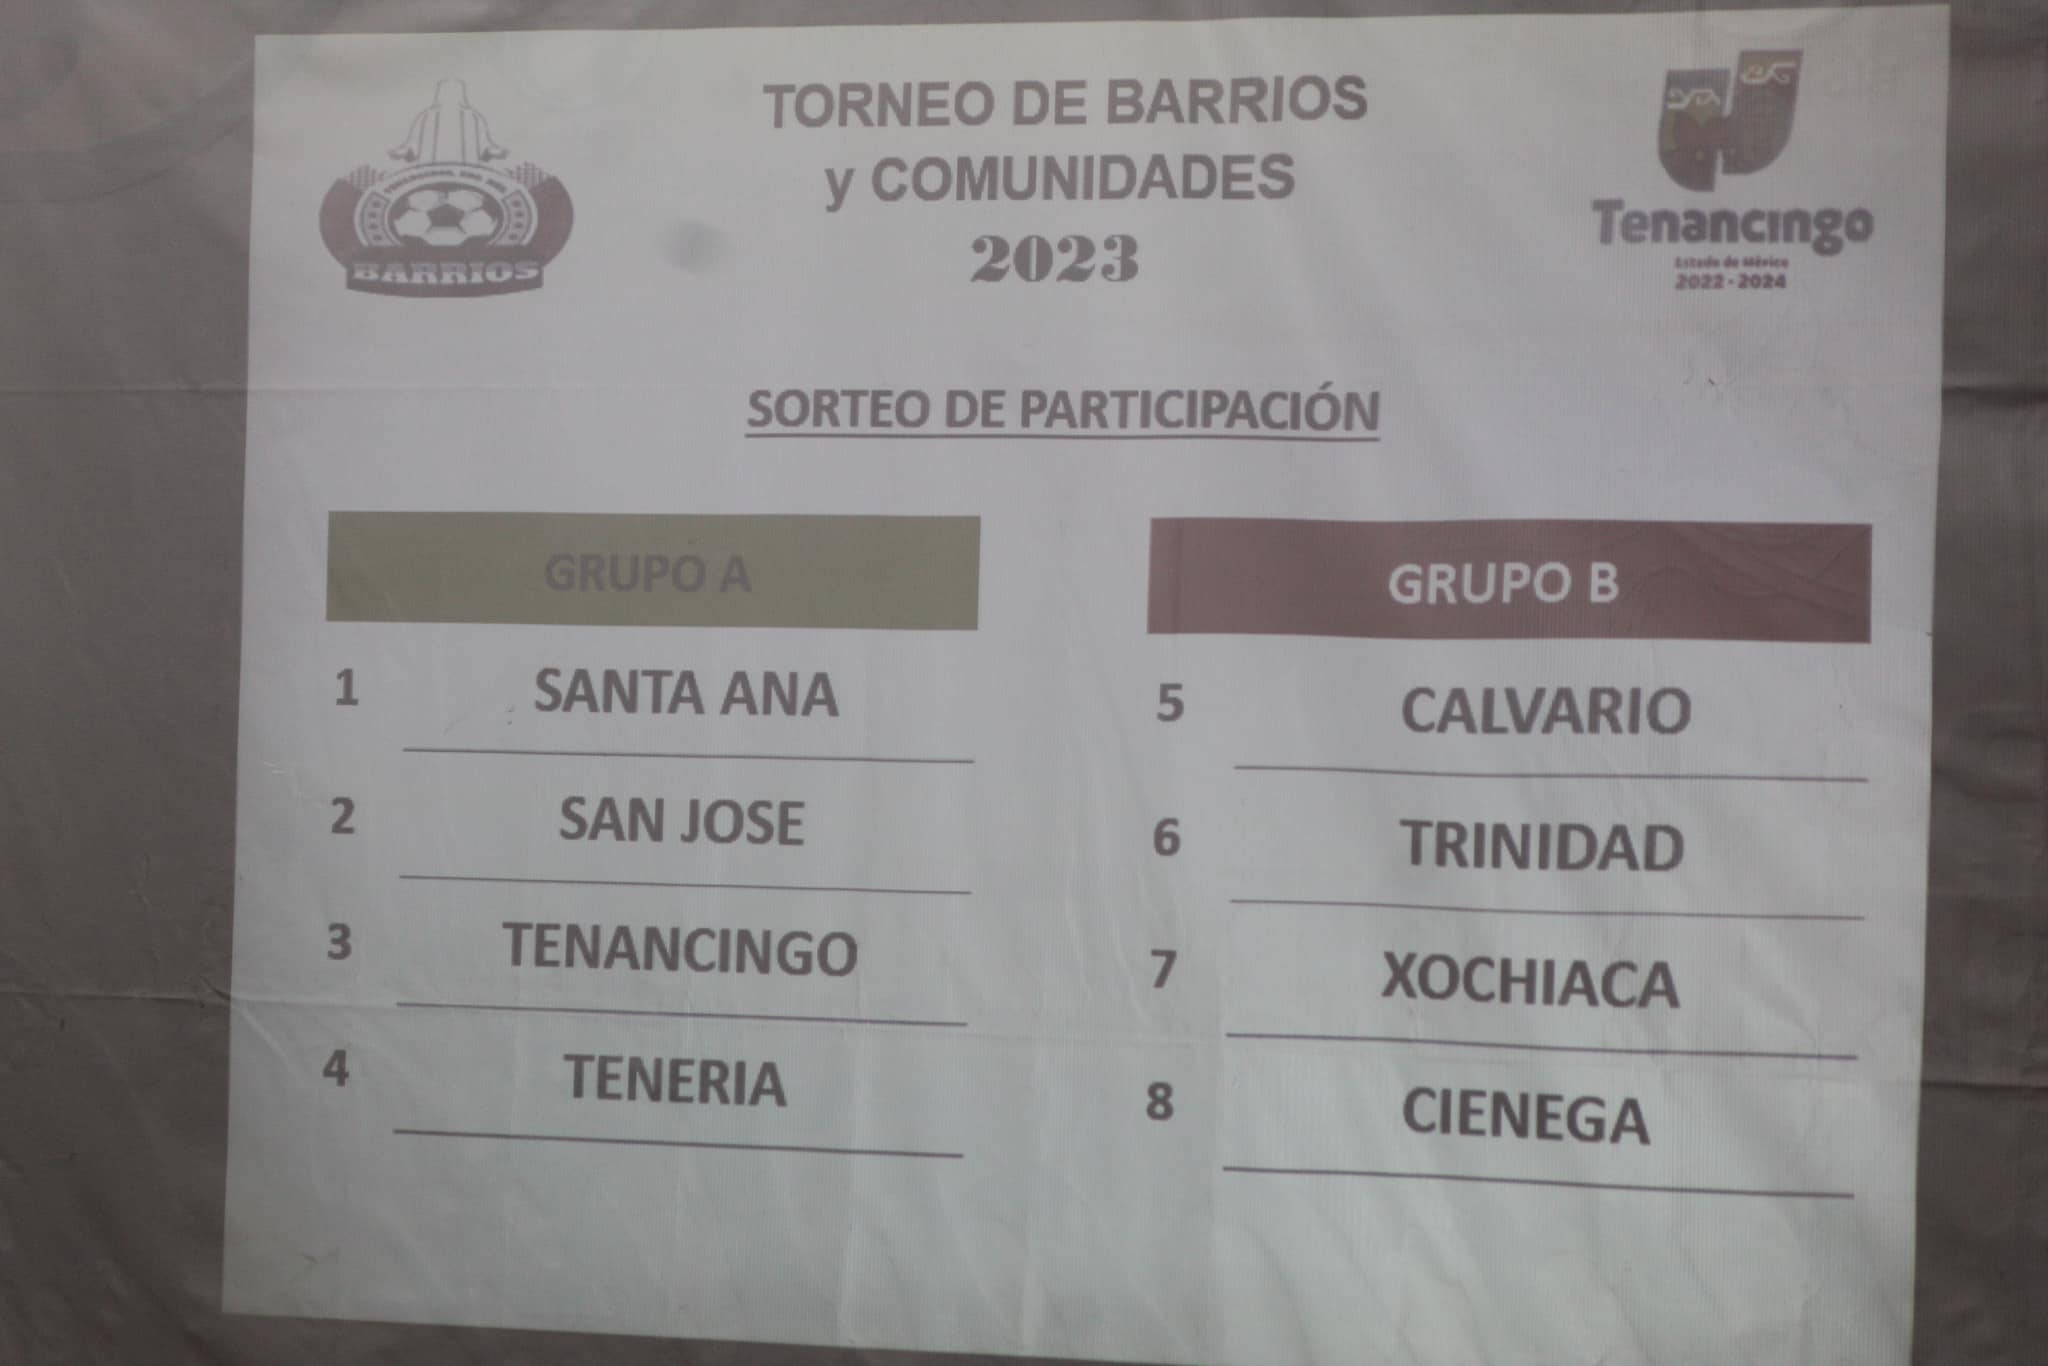 TORNEO DE BARRIOS
y COMUNIDADES
2023
BARRIOS
Tenancingo
Estado de México
2022 - 2024
SORTEO DE PARTICIPACIÓN
GRUPO A
1 SANTA ANA
2 SAN JOSE
3 TENANCINGO
4 TENERIA
GRUPO B
5 CALVARIO
6 TRINIDAD
7 XOCHIACA
8 CIENEGA